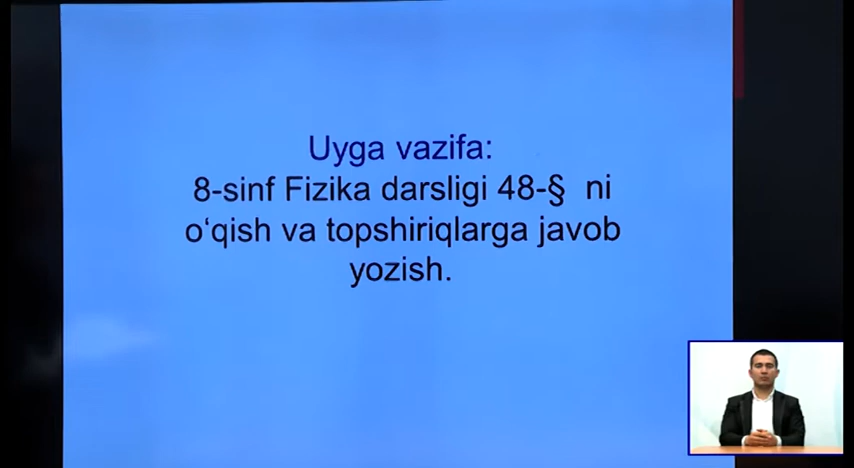 Uyga vazifa:
8-sinf Fizika darsligi 48-§ ni
o‘qish va topshiriqlarga javob
yozish.